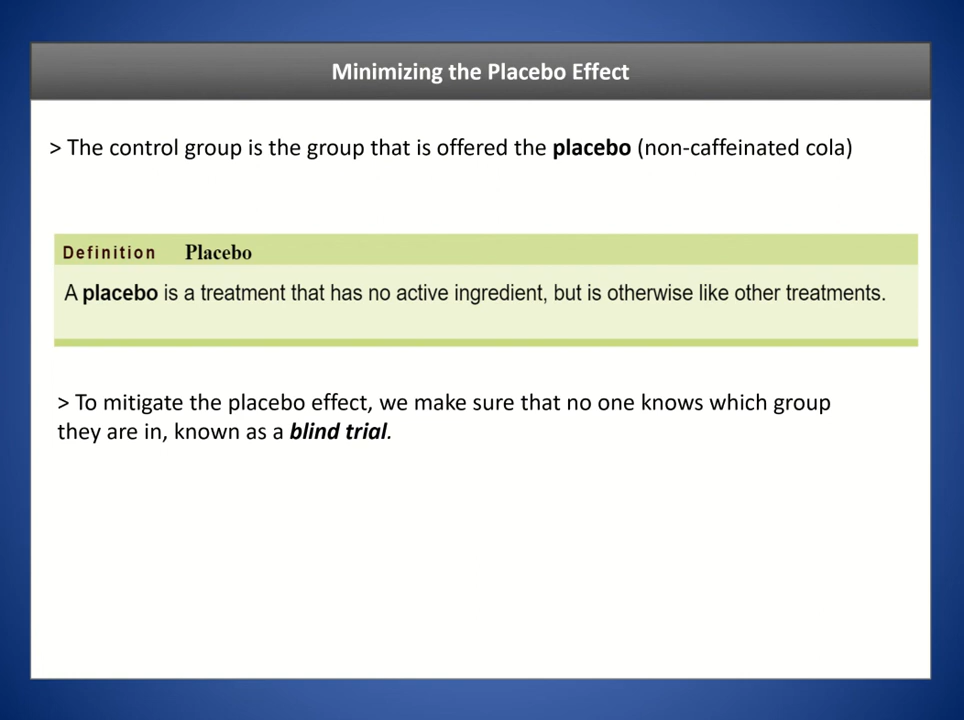 Minimizing the Placebo Effect
> The control group is the group that is offered the placebo (non-caffeinated cola)
Definition Placebo
A placebo is a treatment that has no active ingredient, but is otherwise like other treatments.
> To mitigate the placebo effect, we make sure that no one knows which group
they are in, known as a blind trial.